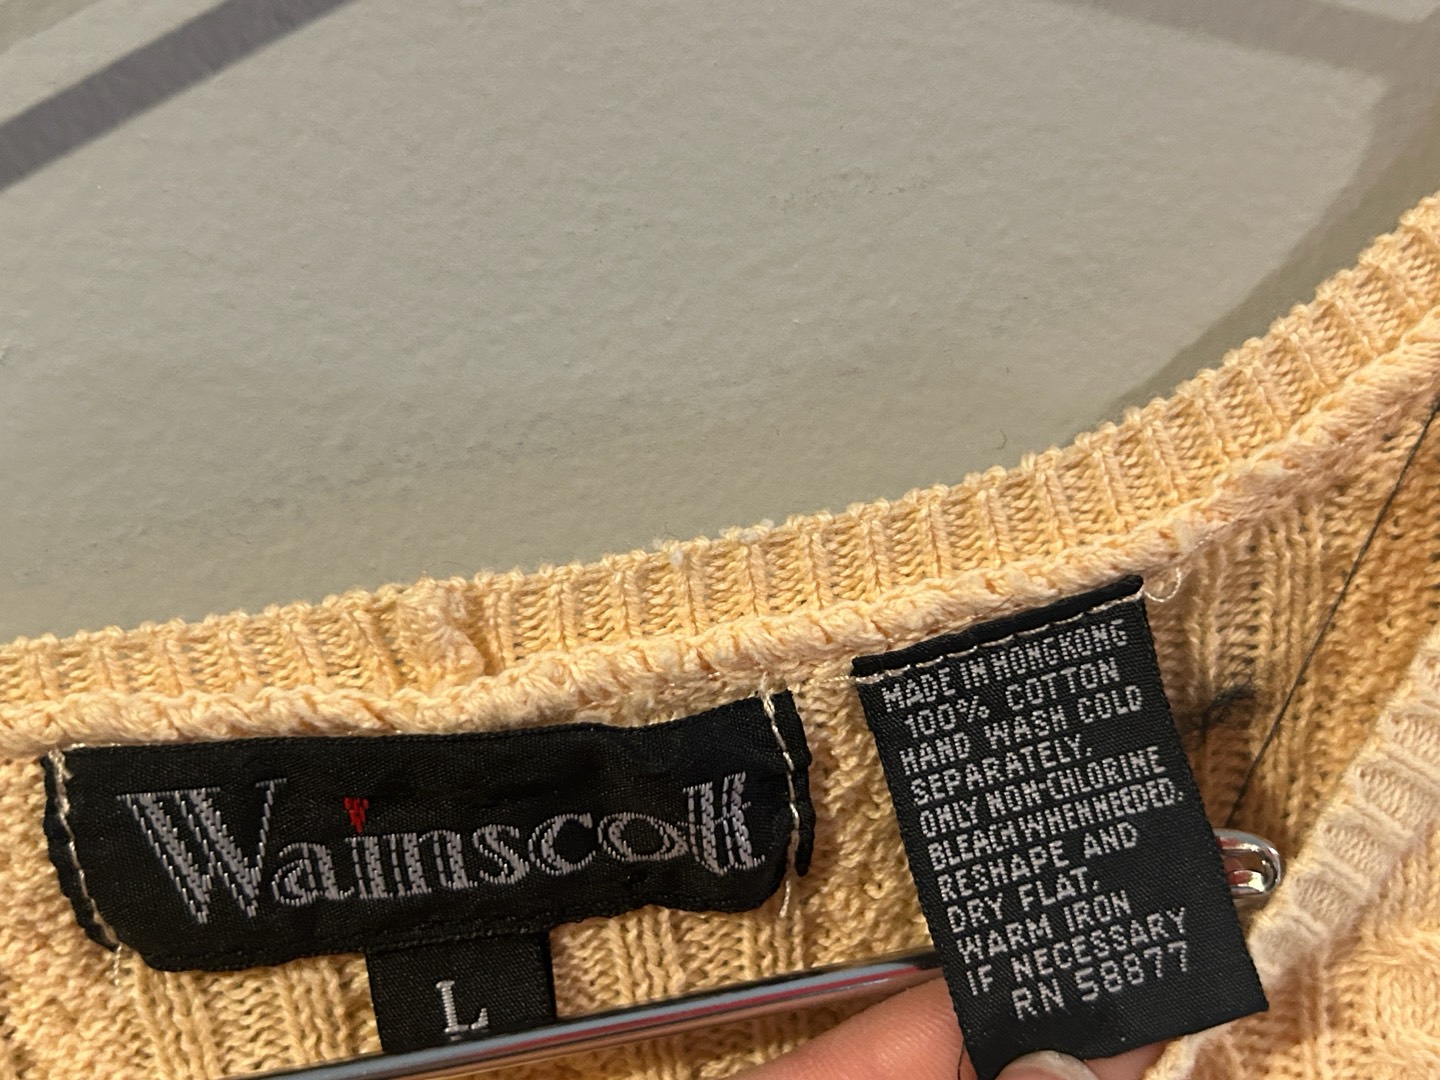 Wainscott
L
MADE IN HONGKONG
100% COTTON
HAND WASH COLD
SEPARATELY.
ONLY NON-CHLORINE
BLEACH WHEN NEEDED.
RESHAPE AND
DRY FLAT.
WARM IRON
IF NECESSARY
RN 58877